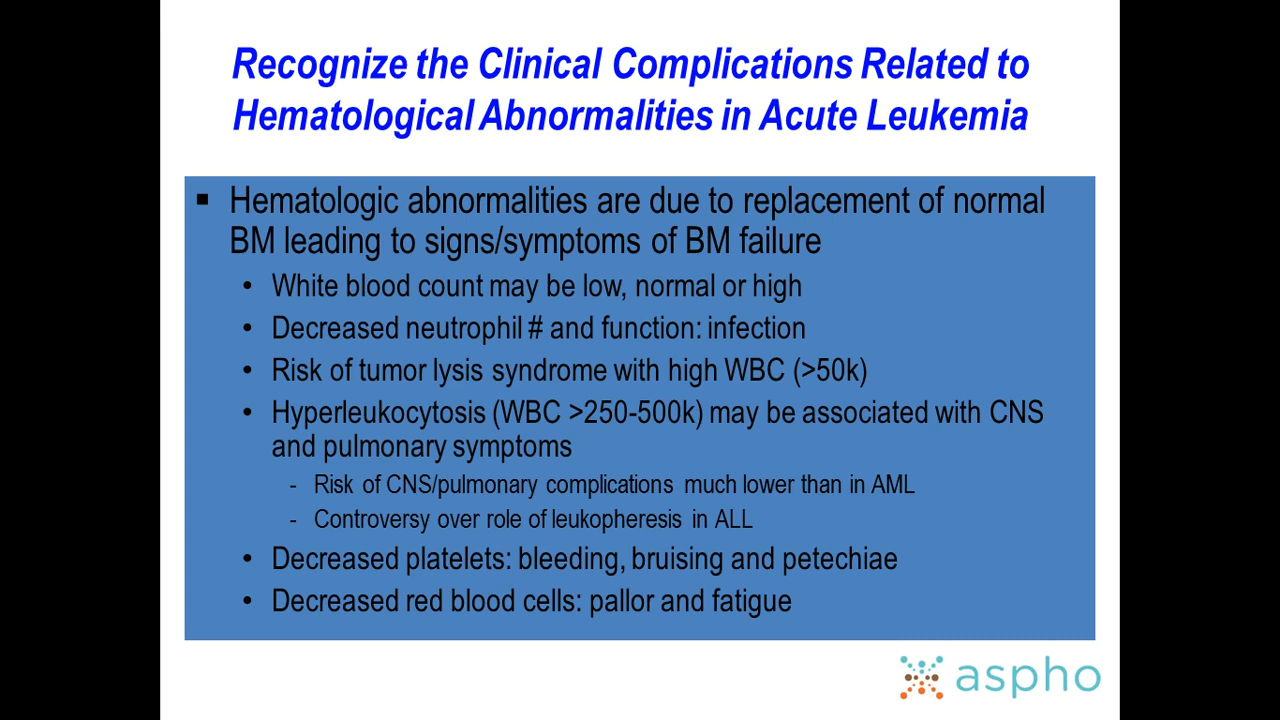 Recognize the Clinical Complications Related to
Hematological Abnormalities in Acute Leukemia
▪ Hematologic abnormalities are due to replacement of normal
BM leading to signs/symptoms of BM failure
• White blood count may be low, normal or high
• Decreased neutrophil # and function: infection
• Risk of tumor lysis syndrome with high WBC (>50k)
• Hyperleukocytosis (WBC >250-500k) may be associated with CNS
and pulmonary symptoms
- Risk of CNS/pulmonary complications much lower than in AML
- Controversy over role of leukopheresis in ALL
• Decreased platelets: bleeding, bruising and petechiae
• Decreased red blood cells: pallor and fatigue
aspho